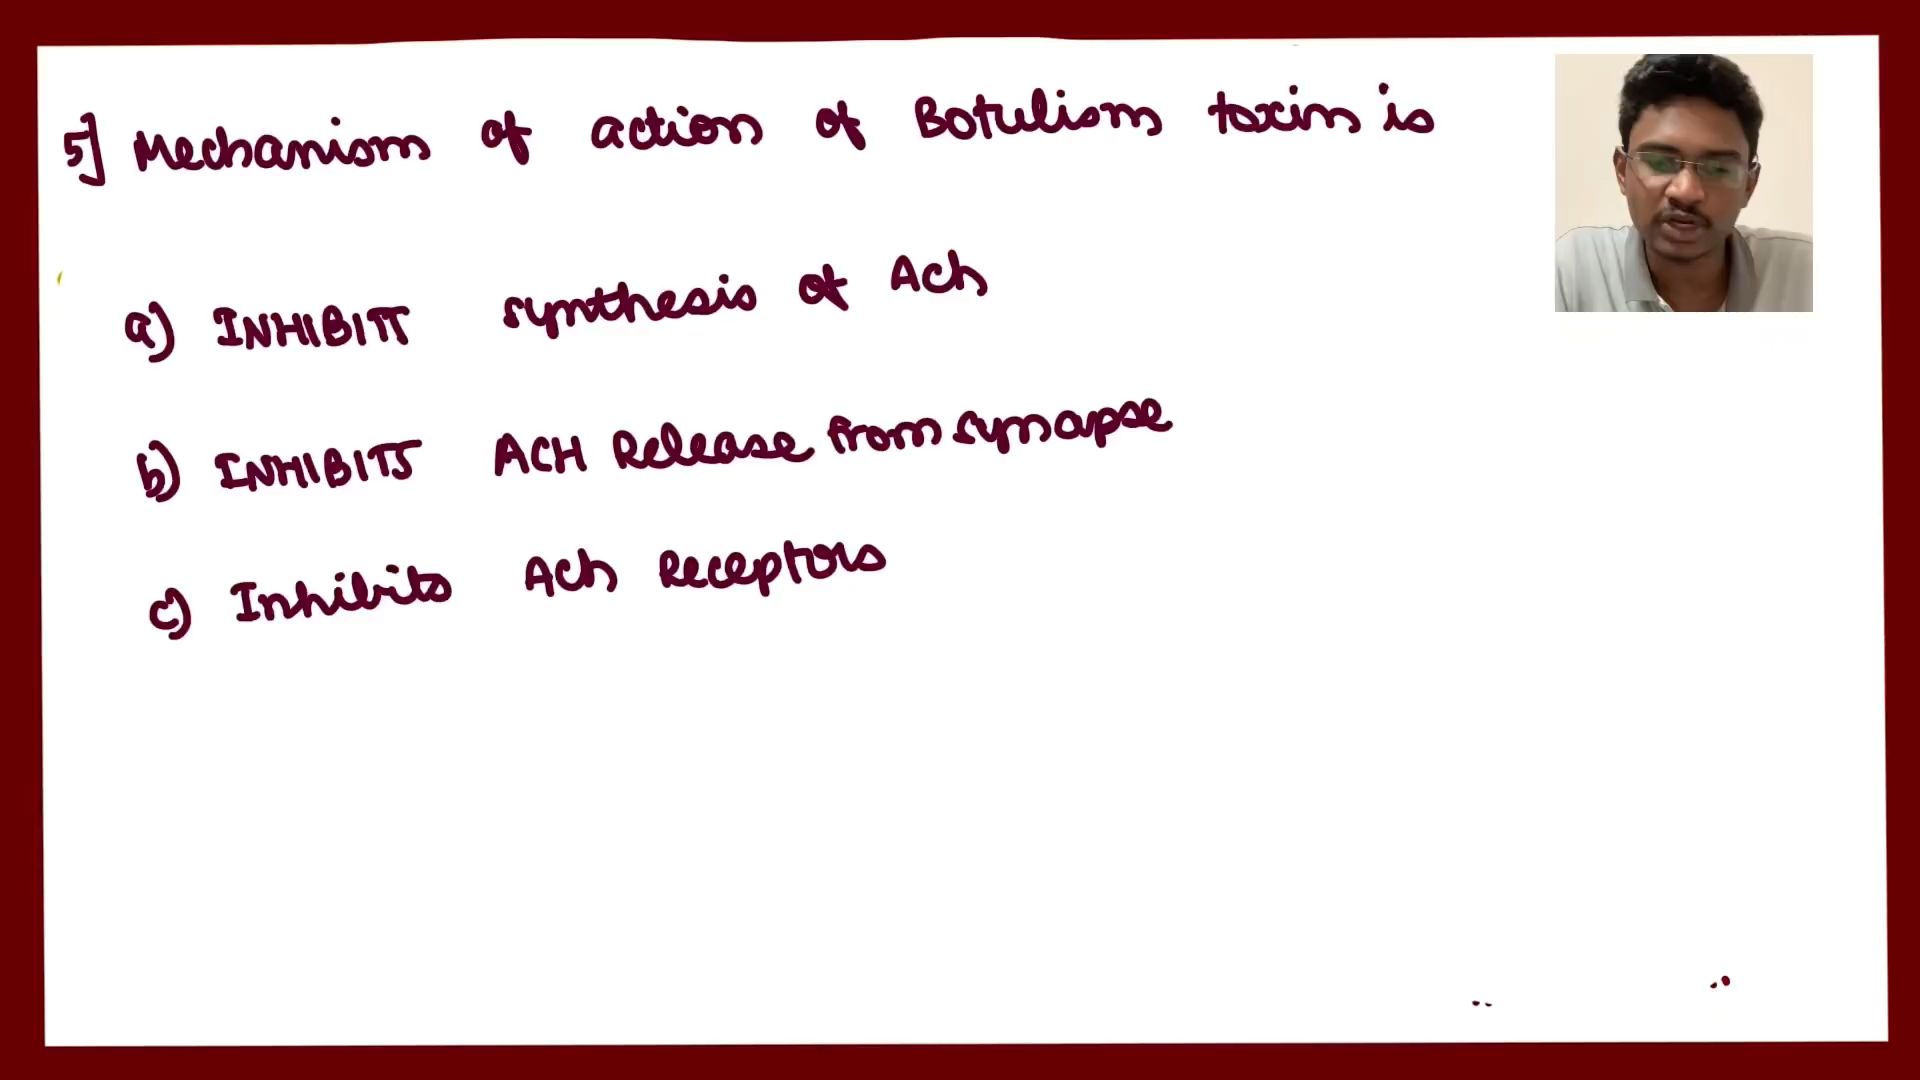 5] Mechanism of action of Botulism toxin is
a) INHIBIT synthesis of Ach
b) INHIBITS ACH Release from synapse
c) Inhibits Ach Receptors